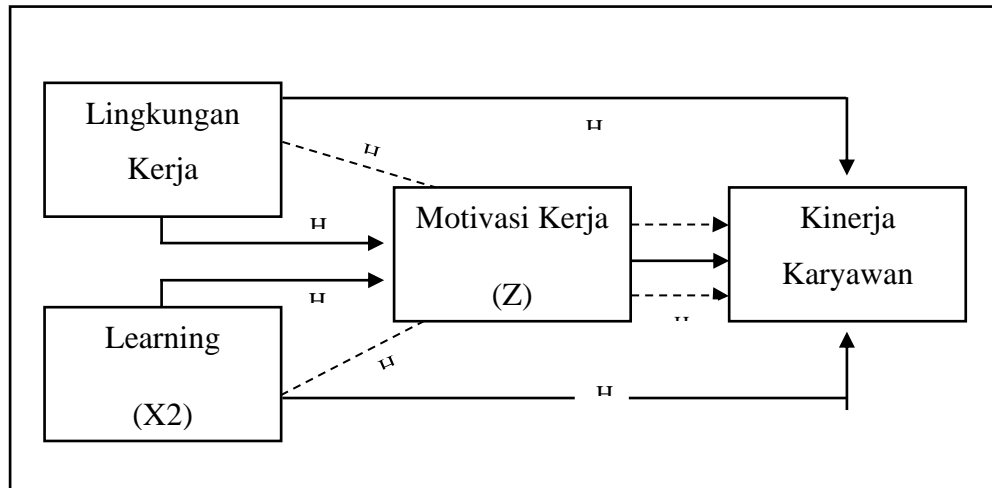 Lingkungan
Kerja
H
H
Motivasi Kerja
(Z)
Kinerja
Karyawan
H
H
Learning
(X2)
H
H
H